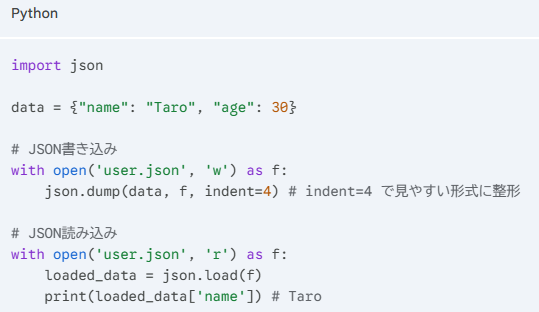 Python
import json
data = {"name": "Taro", "age": 30}
# JSON書き込み
with open('user.json', 'w') as f:
    json.dump(data, f, indent=4) # indent=4 で見やすい形式に整形
# JSON読み込み
with open('user.json', 'r') as f:
    loaded_data = json.load(f)
    print(loaded_data['name']) # Taro